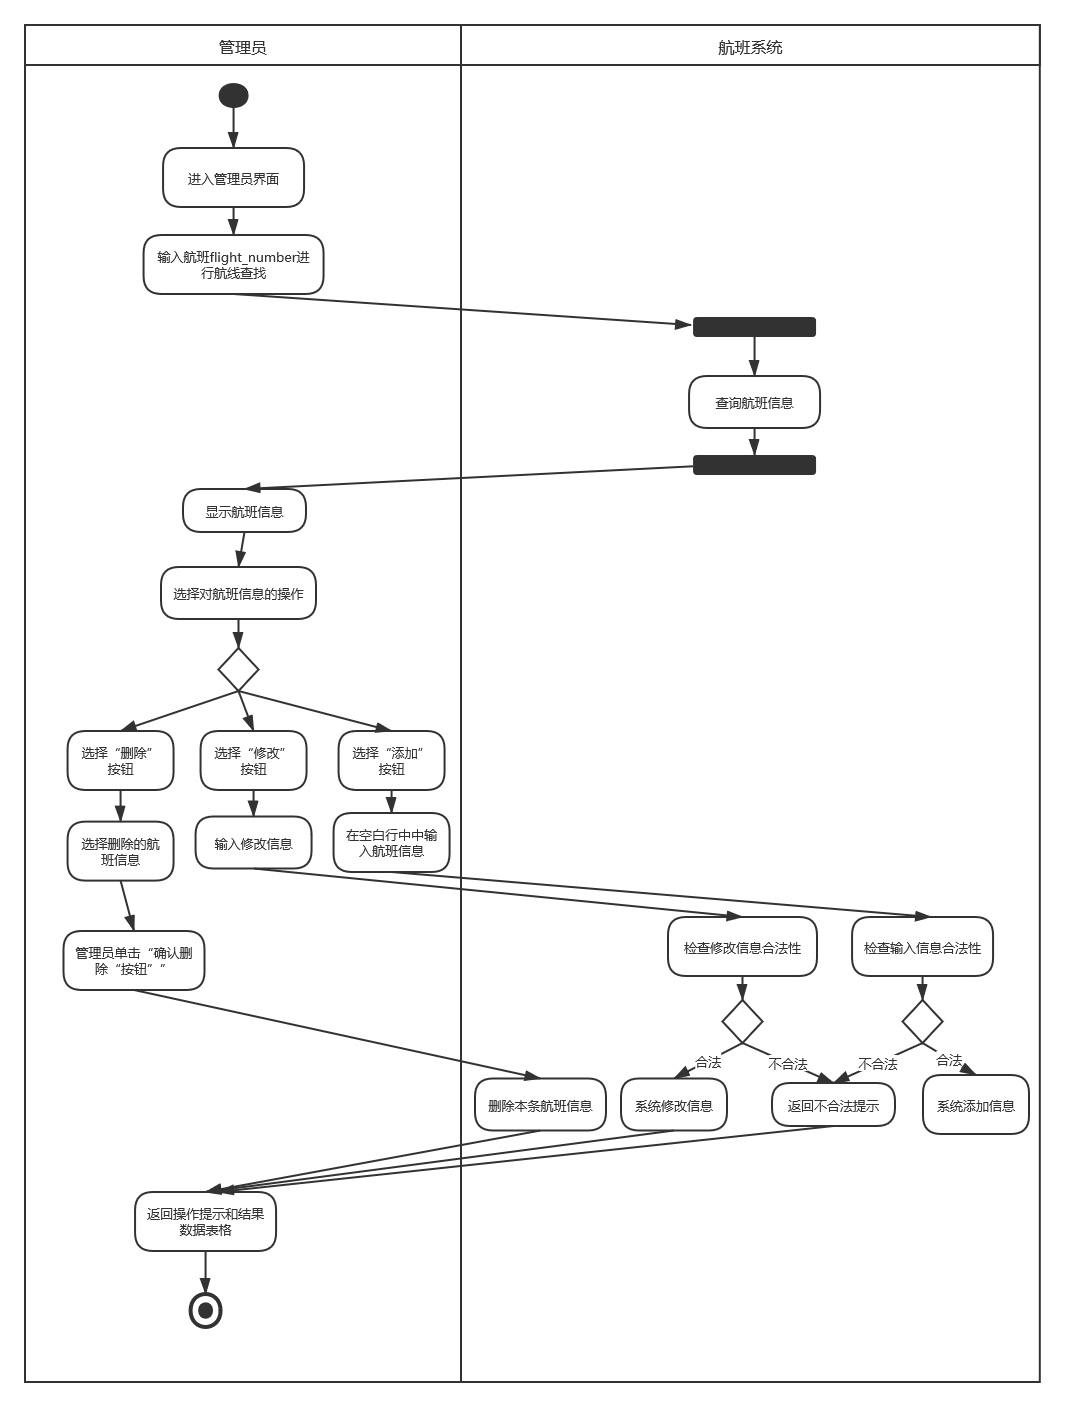 管理员
航班系统
进入管理员界面
输入航班flight_number进
行航线查找
查询航班信息
显示航班信息
选择对航班信息的操作
选择“删除”
按钮
选择“修改”
按钮
选择“添加”
按钮
选择删除的航
班信息
输入修改信息
在空白行中中输
入航班信息
管理员单击“确认删
除“按钮””
检查修改信息合法性
检查输入信息合法性
合法
不合法
不合法
合法
删除本条航班信息
系统修改信息
返回不合法提示
系统添加信息
返回操作提示和结果
数据表格